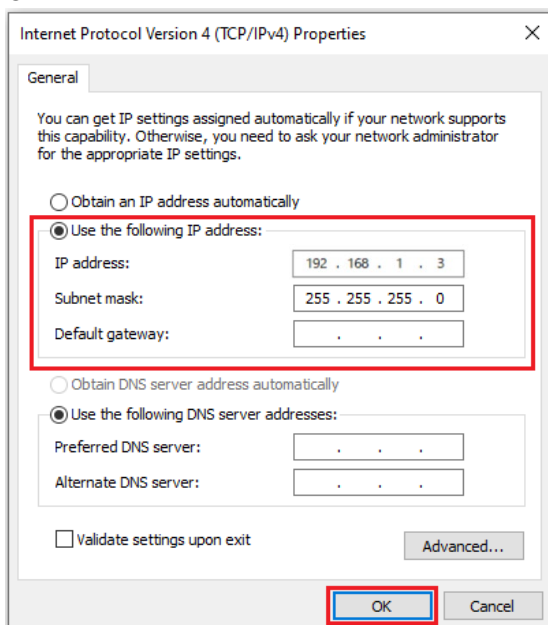 Internet Protocol Version 4 (TCP/IPv4) Properties
General
You can get IP settings assigned automatically if your network supports
this capability. Otherwise, you need to ask your network administrator
for the appropriate IP settings.
Obtain an IP address automatically
Use the following IP address:
IP address: 192 . 168 . 1 . 3
Subnet mask: 255 . 255 . 255 . 0
Default gateway: . . .
Obtain DNS server address automatically
Use the following DNS server addresses:
Preferred DNS server: . . .
Alternate DNS server: . . .
Validate settings upon exit
Advanced...
OK Cancel